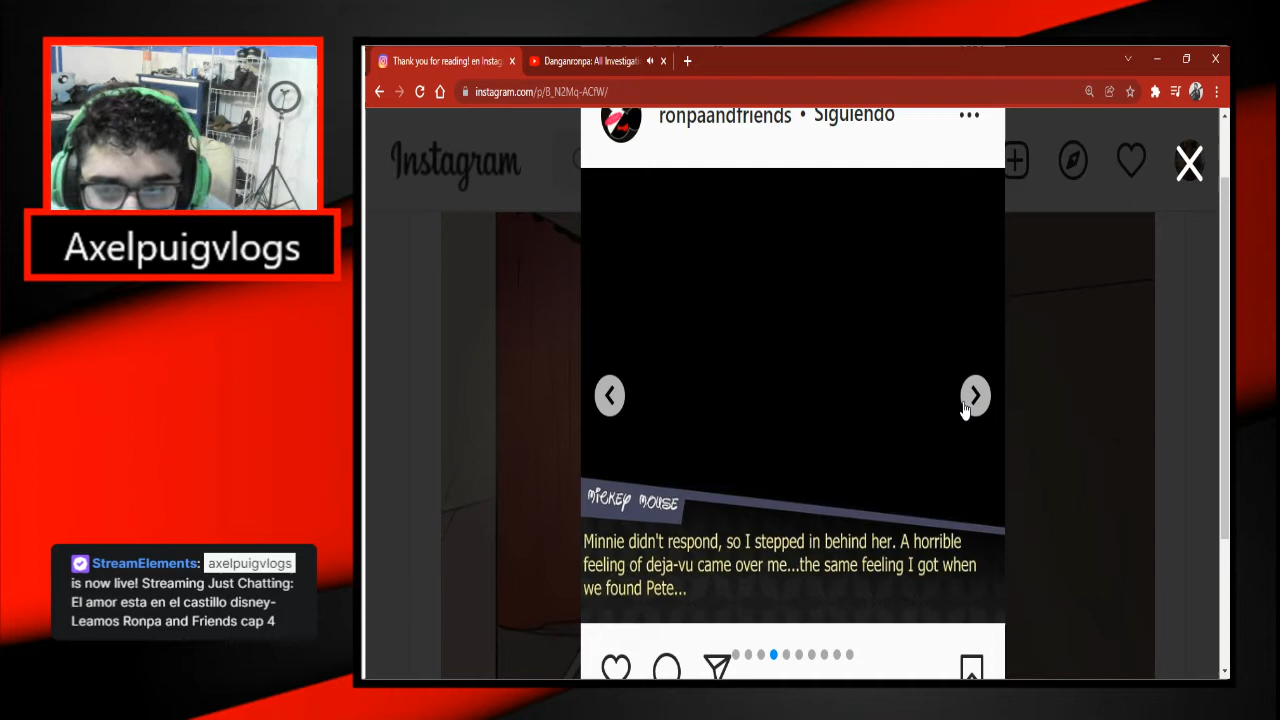 Axelpuigvlogs
StreamElements: axelpuigvlogs
is now live! Streaming Just Chatting:
El amor esta en el castillo disney-
Leamos Ronpa and Friends cap 4
Thank you for reading! en Instag
Danganronpa: All Investigati
instagram.com/p/B_N2Mq-ACfW/
Instagram
ronpaandfriends • Siguiendo
MICKEY MOUSE
Minnie didn't respond, so I stepped in behind her. A horrible
feeling of deja-vu came over me...the same feeling I got when
we found Pete...